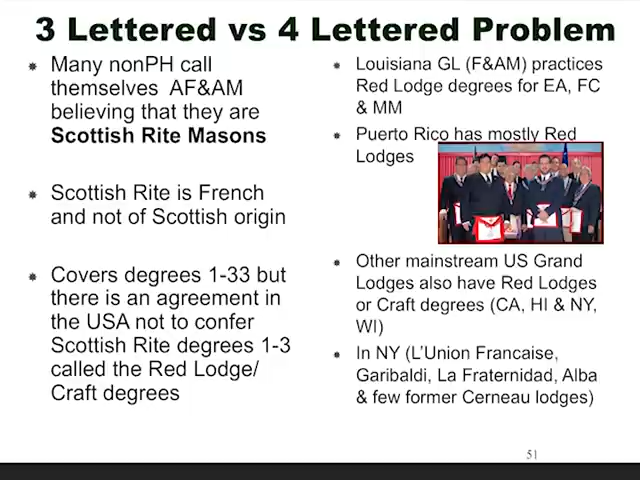 3 Lettered vs 4 Lettered Problem
Many nonPH call
themselves AF&AM
believing that they are
Scottish Rite Masons
Scottish Rite is French
and not of Scottish origin
Covers degrees 1-33 but
there is an agreement in
the USA not to confer
Scottish Rite degrees 1-3
called the Red Lodge/
Craft degrees
Louisiana GL (F&AM) practices
Red Lodge degrees for EA, FC
& MM
Puerto Rico has mostly Red
Lodges
Other mainstream US Grand
Lodges also have Red Lodges
or Craft degrees (CA, HI & NY,
WI)
In NY (L'Union Francaise,
Garibaldi, La Fraternidad, Alba
& few former Cerneau lodges)
51